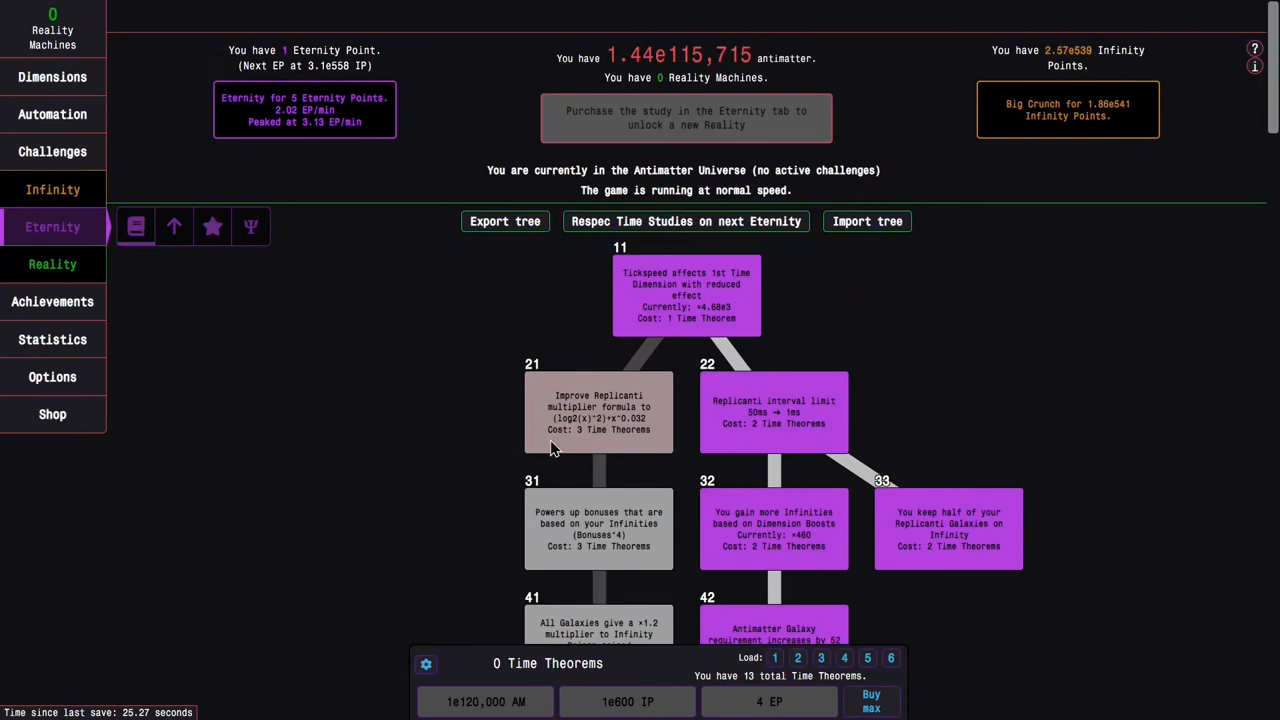 0
Reality
Machines
Dimensions
Automation
Challenges
Infinity
Eternity
Reality
Achievements
Statistics
Options
Shop
You have 1 Eternity Point.
(Next EP at 3.1e558 IP)
Eternity for 5 Eternity Points.
2.02 EP/min
Peaked at 3.13 EP/min
You have 1.44e115,715 antimatter.
You have 0 Reality Machines.
Purchase the study in the Eternity tab to
unlock a new Reality
You have 2.57e539 Infinity
Points.
Big Crunch for 1.86e541
Infinity Points.
?
i
You are currently in the Antimatter Universe (no active challenges)
The game is running at normal speed.
Ψ
Export tree
Respec Time Studies on next Eternity
Import tree
11
Tickspeed affects 1st Time
Dimension with reduced
effect
Currently: ×4.68e3
Cost: 1 Time Theorem
21
Improve Replicanti
multiplier formula to
(log2(x)^2)+x^0.032
Cost: 3 Time Theorems
22
Replicanti interval limit
50ms ➜ 1ms
Cost: 2 Time Theorems
31
Powers up bonuses that are
based on your Infinities
(Bonuses^4)
Cost: 3 Time Theorems
32
You gain more Infinities
based on Dimension Boosts
Currently: ×460
Cost: 2 Time Theorems
33
You keep half of your
Replicanti Galaxies on
Infinity
Cost: 2 Time Theorems
41
All Galaxies give a ×1.2
multiplier to Infinity
42
Antimatter Galaxy
requirement increases by 52
0 Time Theorems
Load: 1 2 3 4 5 6
You have 13 total Time Theorems.
1e120,000 AM
1e600 IP
4 EP
Buy
max
Time since last save: 25.27 seconds